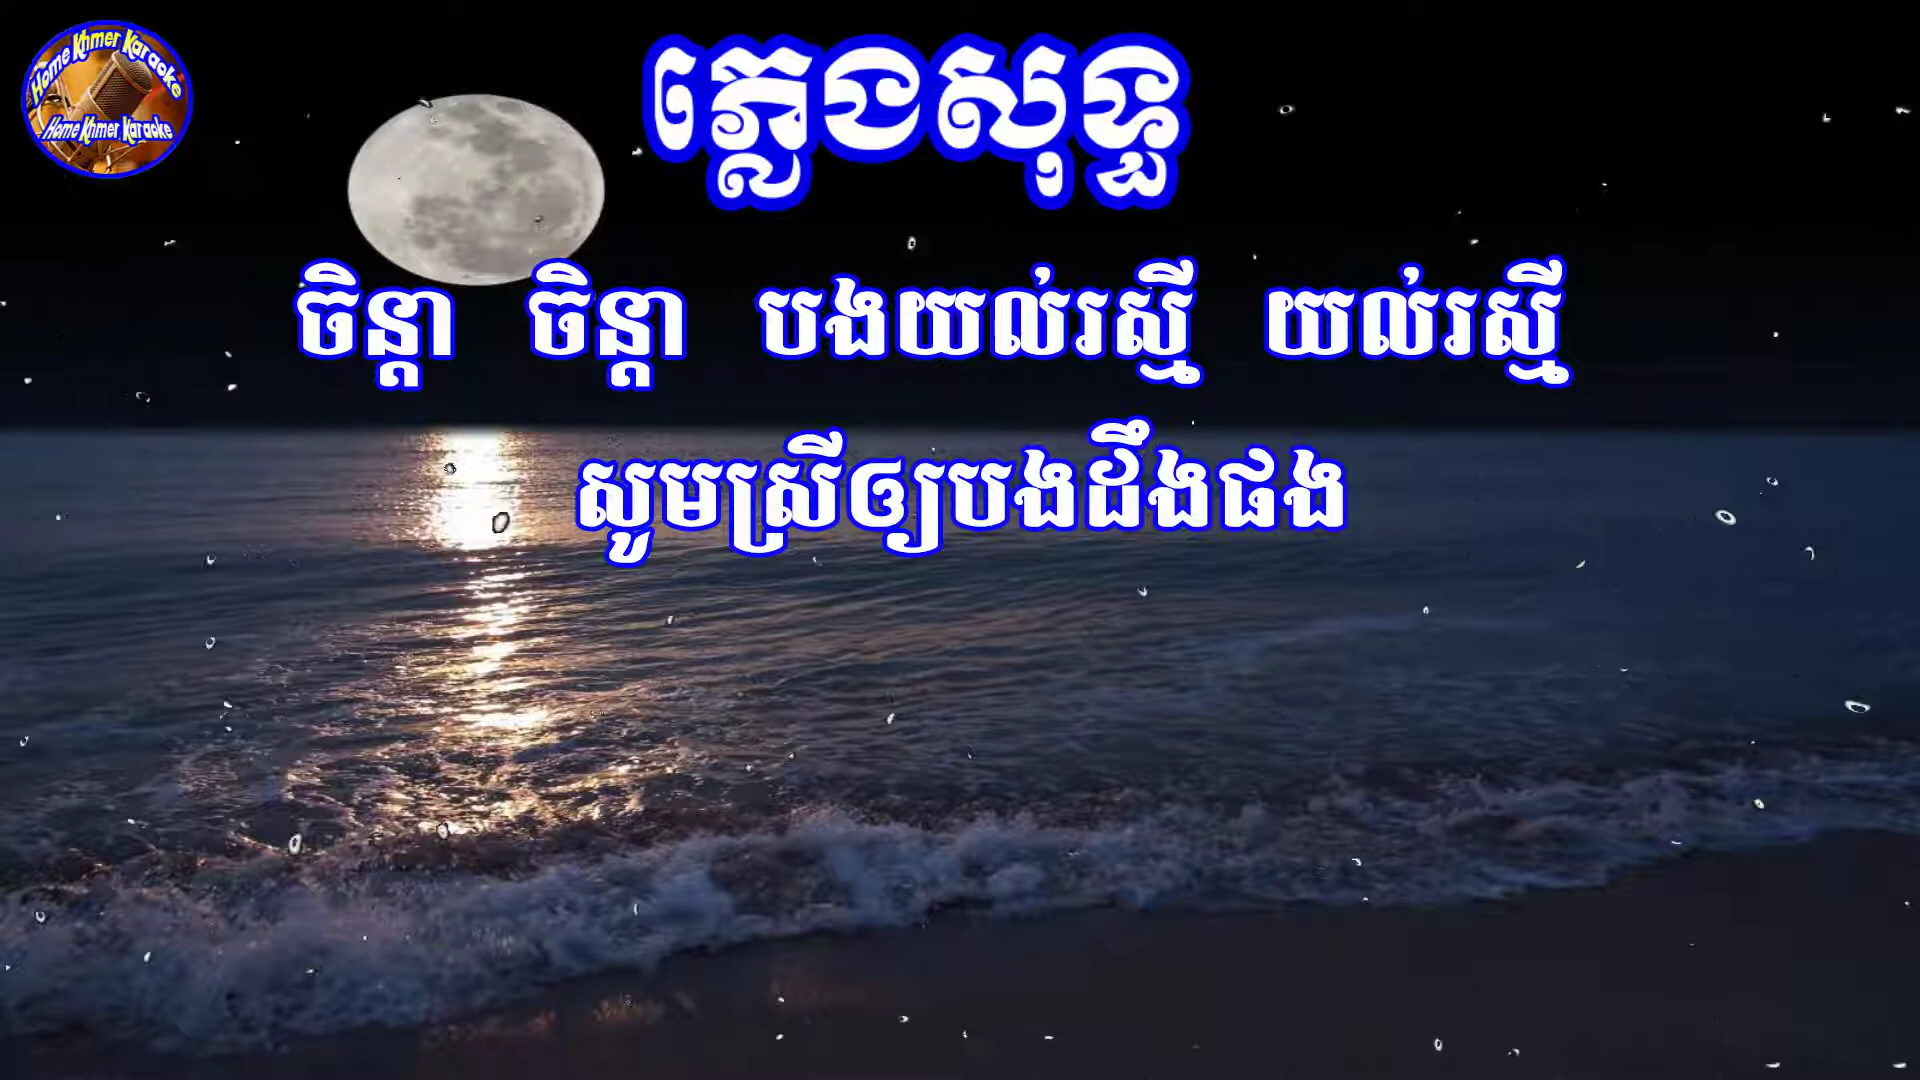 Home Khmer Karaoke
Home Khmer Karaoke
ភ្លេងសុទ្ធ
ចិន្តា ចិន្តា បងយល់រស្មី យល់រស្មី
សូមស្រីឲ្យបងដឹងផង